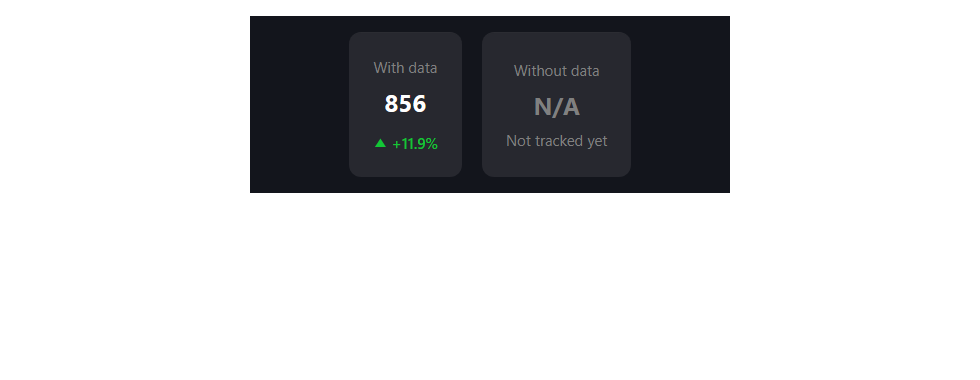 With data
856
▲ +11.9%
Without data
N/A
Not tracked yet